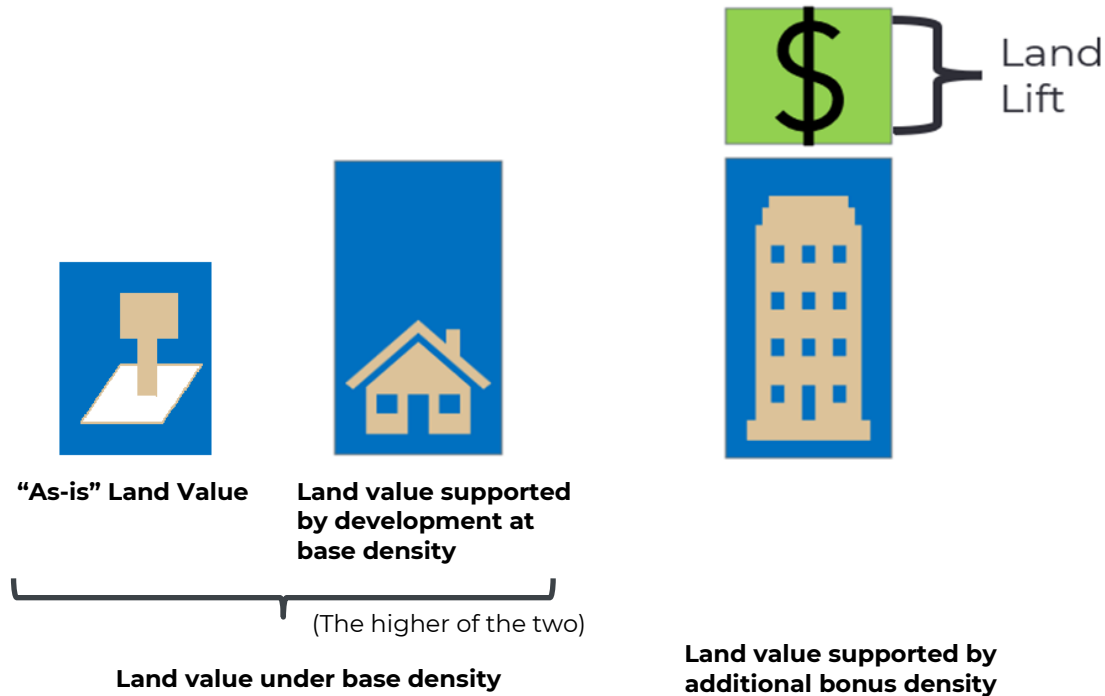 $
Land
Lift
“As-is” Land Value
Land value supported
by development at
base density
(The higher of the two)
Land value under base density
Land value supported by
additional bonus density